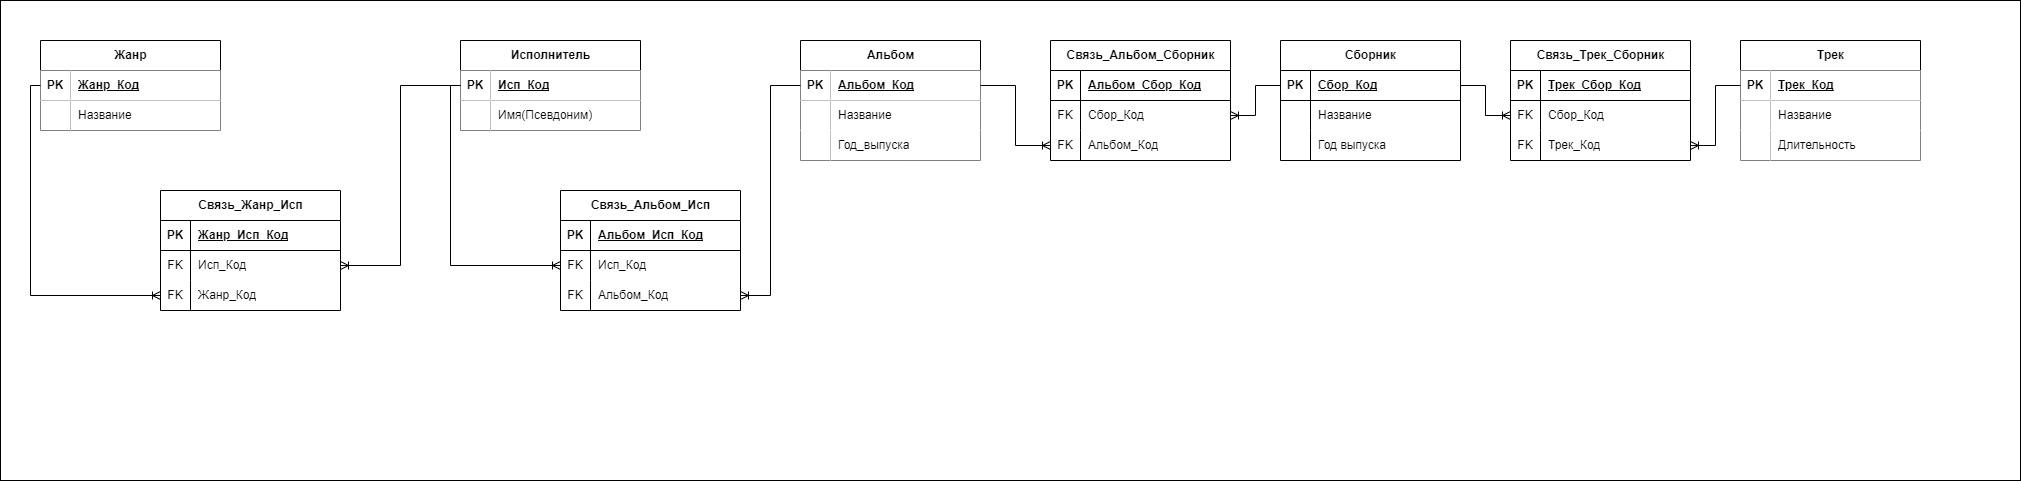 Жанр
PK Жанр_Код
Название
Исполнитель
PK Исп_Код
Имя(Псевдоним)
Альбом
PK Альбом_Код
Название
Год_выпуска
Связь_Альбом_Сборник
PK Альбом_Сбор_Код
FK Сбор_Код
FK Альбом_Код
Сборник
PK Сбор_Код
Название
Год выпуска
Связь_Трек_Сборник
PK Трек_Сбор_Код
FK Сбор_Код
FK Трек_Код
Трек
PK Трек_Код
Название
Длительность
Связь_Жанр_Исп
PK Жанр_Исп_Код
FK Исп_Код
FK Жанр_Код
Связь_Альбом_Исп
PK Альбом_Исп_Код
FK Исп_Код
FK Альбом_Код